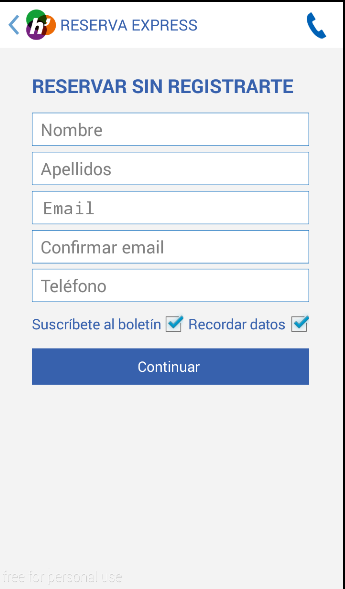 h' RESERVA EXPRESS
RESERVAR SIN REGISTRARTE
Nombre
Apellidos
Email
Confirmar email
Teléfono
Suscríbete al boletín Recordar datos
Continuar
free for personal use